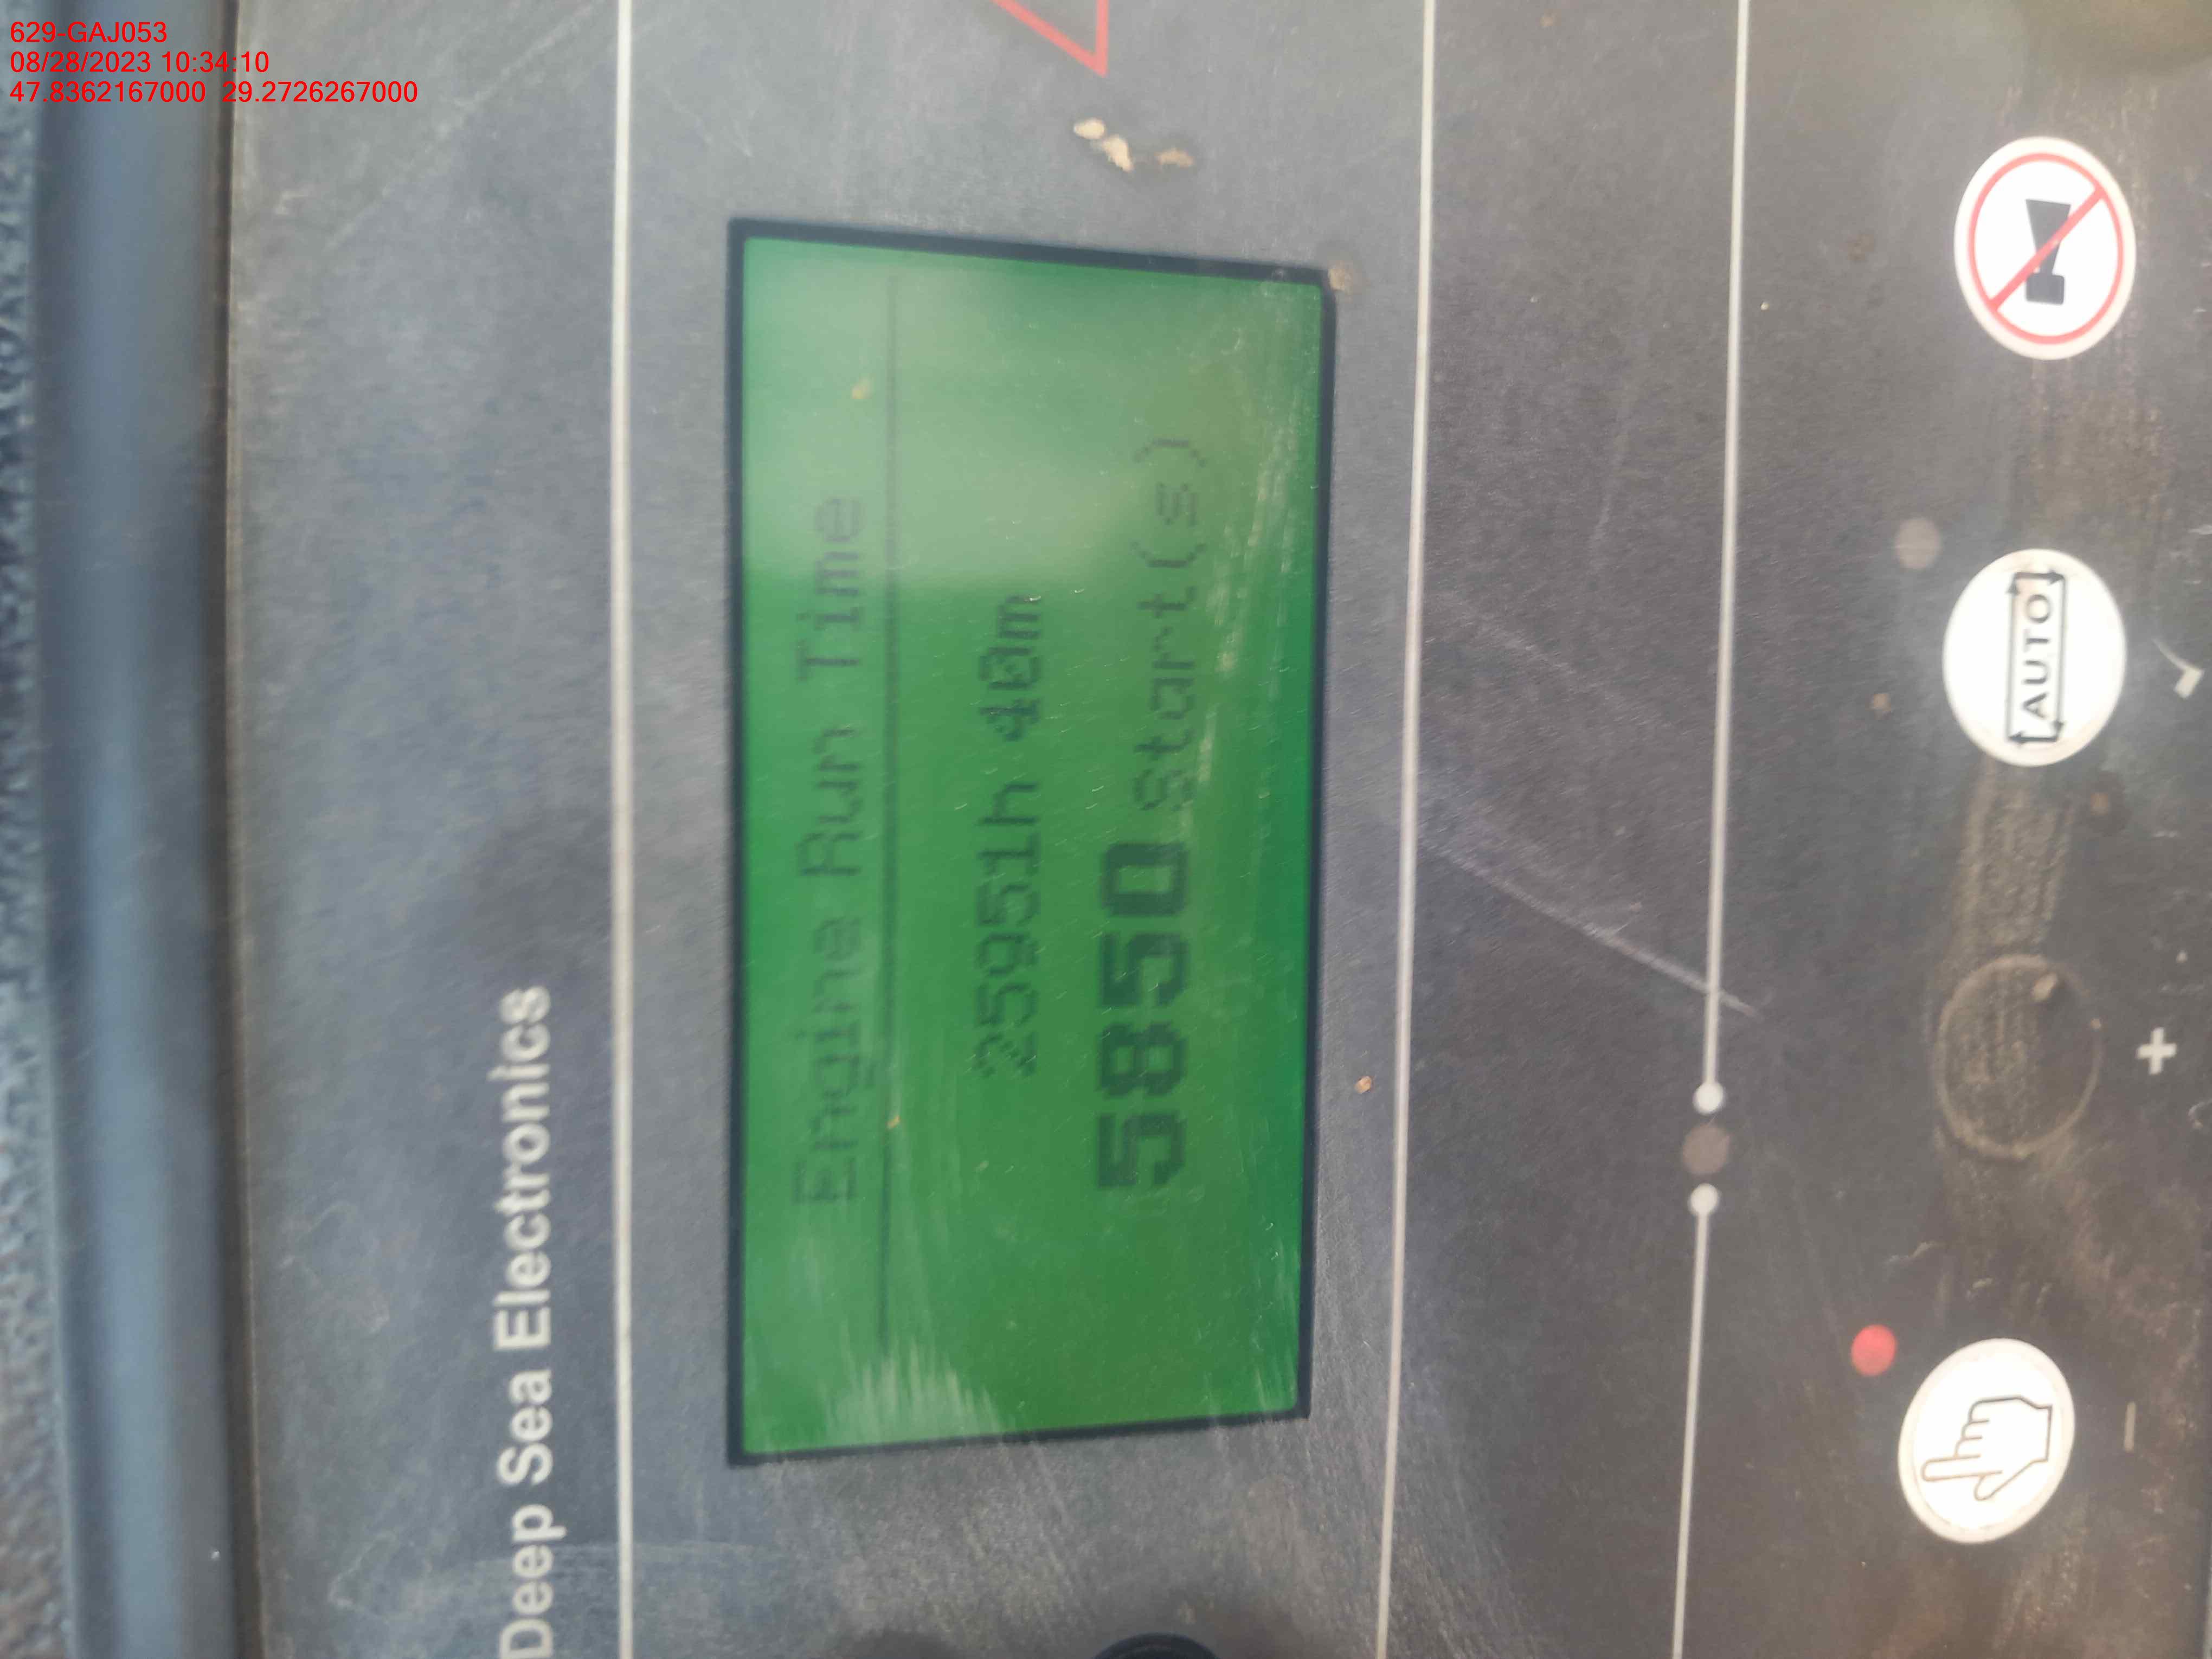 629-GAJ053
08/28/2023 10:34:10
47.8362167000 29.2726267000
Deep Sea Electronics
Engine Run Time
25951h 40m
5850 start(s)
AUTO
+
-